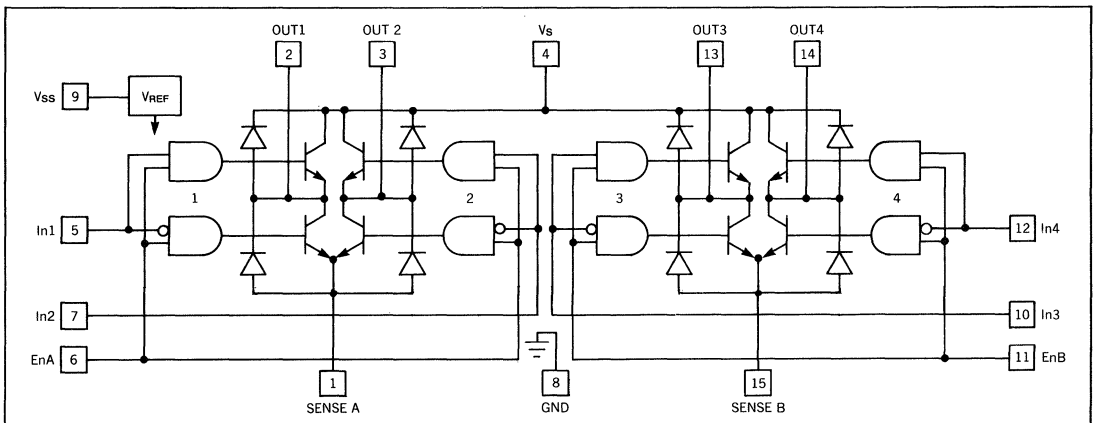 OUT1 OUT 2 Vs OUT3 OUT4
2 3 4 13 14
Vss 9 VREF
1 2 3 4
In1 5 12 In4
In2 7 10 In3
EnA 6 11 EnB
1 8 15
SENSE A GND SENSE B